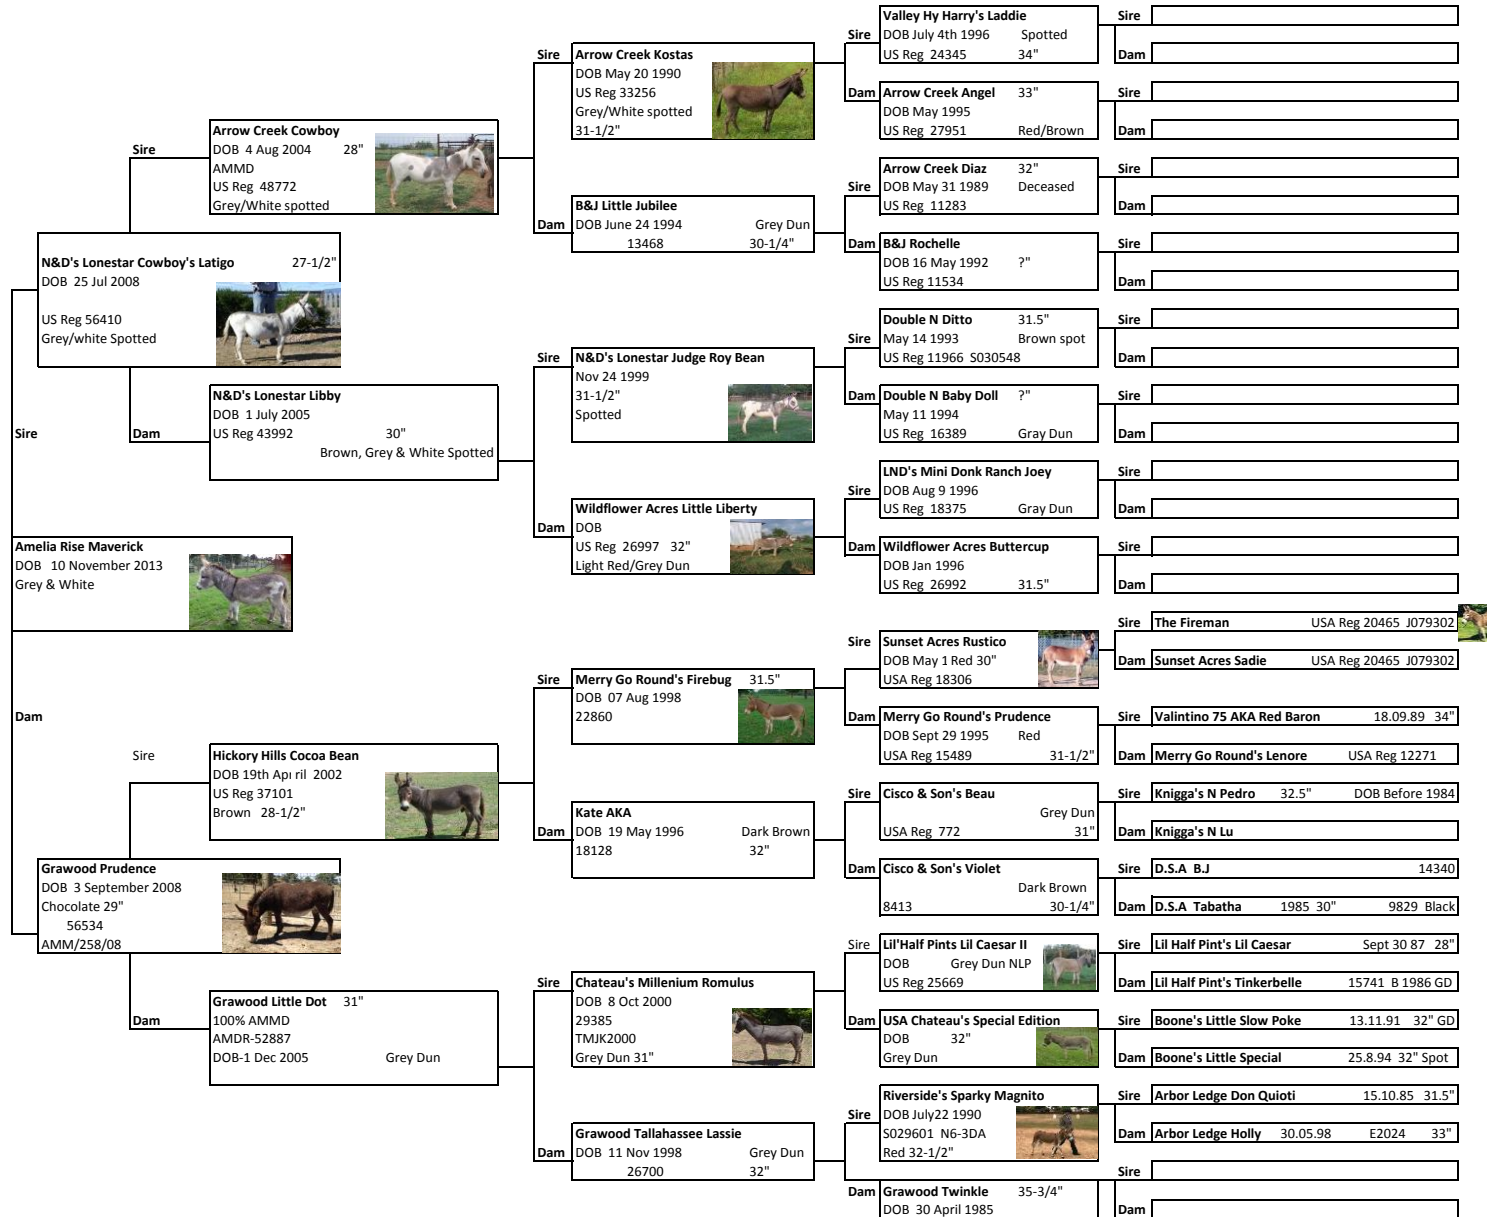 Amelia Rise Maverick
DOB 10 November 2013
Grey & White
Sire
Dam
N&D's Lonestar Cowboy's Latigo 27-1/2"
DOB 25 Jul 2008
US Reg 56410
Grey/white Spotted
Grawood Prudence
DOB 3 September 2008
Chocolate 29"
56534
AMM/258/08
Sire
Arrow Creek Cowboy
DOB 4 Aug 2004 28"
AMMD
US Reg 48772
Grey/White spotted
Dam
N&D's Lonestar Libby
DOB 1 July 2005
US Reg 43992 30"
Brown, Grey & White Spotted
Sire
Hickory Hills Cocoa Bean
DOB 19th April 2002
US Reg 37101
Brown 28-1/2"
Dam
Grawood Little Dot 31"
100% AMMD
AMDR-52887
DOB-1 Dec 2005 Grey Dun
Sire
Arrow Creek Kostas
DOB May 20 1990
US Reg 33256
Grey/White spotted
31-1/2"
Dam
B&J Little Jubilee
DOB June 24 1994 Grey Dun
13468 30-1/4"
Sire
N&D's Lonestar Judge Roy Bean
Nov 24 1999
31-1/2"
Spotted
Dam
Wildflower Acres Little Liberty
DOB
US Reg 26997 32"
Light Red/Grey Dun
Sire
Merry Go Round's Firebug 31.5"
DOB 07 Aug 1998
22860
Dam
Kate AKA
DOB 19 May 1996 Dark Brown
18128 32"
Sire
Chateau's Millenium Romulus
DOB 8 Oct 2000
29385
TMJK2000
Grey Dun 31"
Dam
Grawood Tallahassee Lassie
DOB 11 Nov 1998 Grey Dun
26700 32"
Sire
Valley Hy Harry's Laddie
DOB July 4th 1996 Spotted
US Reg 24345 34"
Dam
Arrow Creek Angel 33"
DOB May 1995
US Reg 27951 Red/Brown
Sire
Arrow Creek Diaz 32"
DOB May 31 1989 Deceased
US Reg 11283
Dam
B&J Rochelle
DOB 16 May 1992 ?"
US Reg 11534
Sire
Double N Ditto 31.5"
May 14 1993 Brown spot
US Reg 11966 S030548
Dam
Double N Baby Doll ?"
May 11 1994
US Reg 16389 Gray Dun
Sire
LND's Mini Donk Ranch Joey
DOB Aug 9 1996
US Reg 18375 Gray Dun
Dam
Wildflower Acres Buttercup
DOB Jan 1996
US Reg 26992 31.5"
Sire
Sunset Acres Rustico
DOB May 1 Red 30"
USA Reg 18306
Dam
Merry Go Round's Prudence
DOB Sept 29 1995 Red
USA Reg 15489 31-1/2"
Sire
Cisco & Son's Beau
Grey Dun
USA Reg 772 31"
Dam
Cisco & Son's Violet
Dark Brown
8413 30-1/4"
Sire
Lil'Half Pints Lil Caesar II
DOB Grey Dun NLP
US Reg 25669
Dam
USA Chateau's Special Edition
DOB 32"
Grey Dun
Sire
Riverside's Sparky Magnito
DOB July22 1990
S029601 N6-3DA
Red 32-1/2"
Dam
Grawood Twinkle 35-3/4"
DOB 30 April 1985
Sire
Dam
Sire
Dam
Sire
Dam
Sire
Dam
Sire
Dam
Sire
Dam
Sire
Dam
Sire
Dam
Sire The Fireman USA Reg 20465 J079302
Dam Sunset Acres Sadie USA Reg 20465 J079302
Sire Valintino 75 AKA Red Baron 18.09.89 34"
Dam Merry Go Round's Lenore USA Reg 12271
Sire Knigga's N Pedro 32.5" DOB Before 1984
Dam Knigga's N Lu
Sire D.S.A B.J 14340
Dam D.S.A Tabatha 1985 30" 9829 Black
Sire Lil Half Pint's Lil Caesar Sept 30 87 28"
Dam Lil Half Pint's Tinkerbelle 15741 B 1986 GD
Sire Boone's Little Slow Poke 13.11.91 32" GD
Dam Boone's Little Special 25.8.94 32" Spot
Sire Arbor Ledge Don Quioti 15.10.85 31.5"
Dam Arbor Ledge Holly 30.05.98 E2024 33"
Sire
Dam